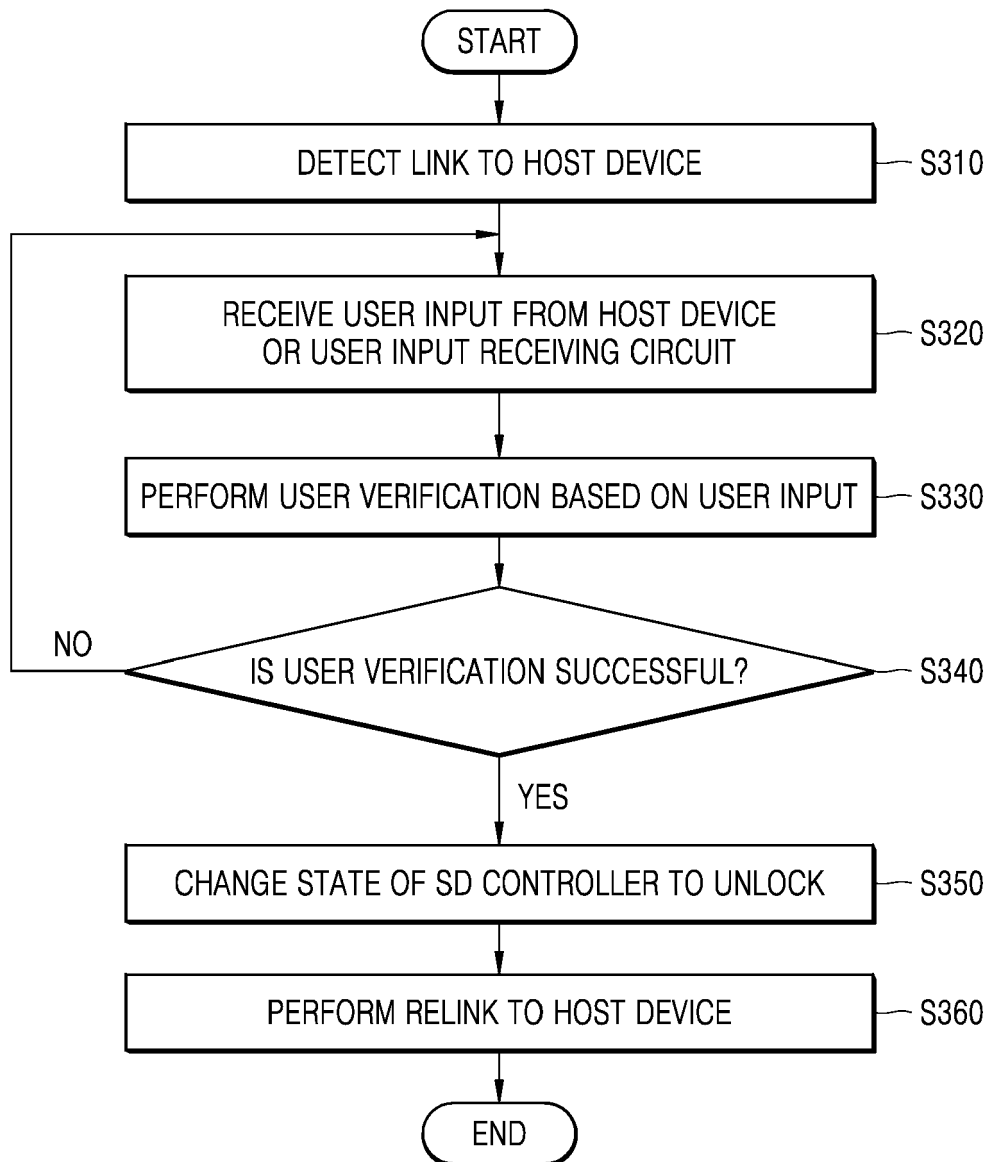 START
DETECT LINK TO HOST DEVICE
S310
RECEIVE USER INPUT FROM HOST DEVICE
OR USER INPUT RECEIVING CIRCUIT
S320
PERFORM USER VERIFICATION BASED ON USER INPUT
S330
NO
IS USER VERIFICATION SUCCESSFUL?
S340
YES
CHANGE STATE OF SD CONTROLLER TO UNLOCK
S350
PERFORM RELINK TO HOST DEVICE
S360
END